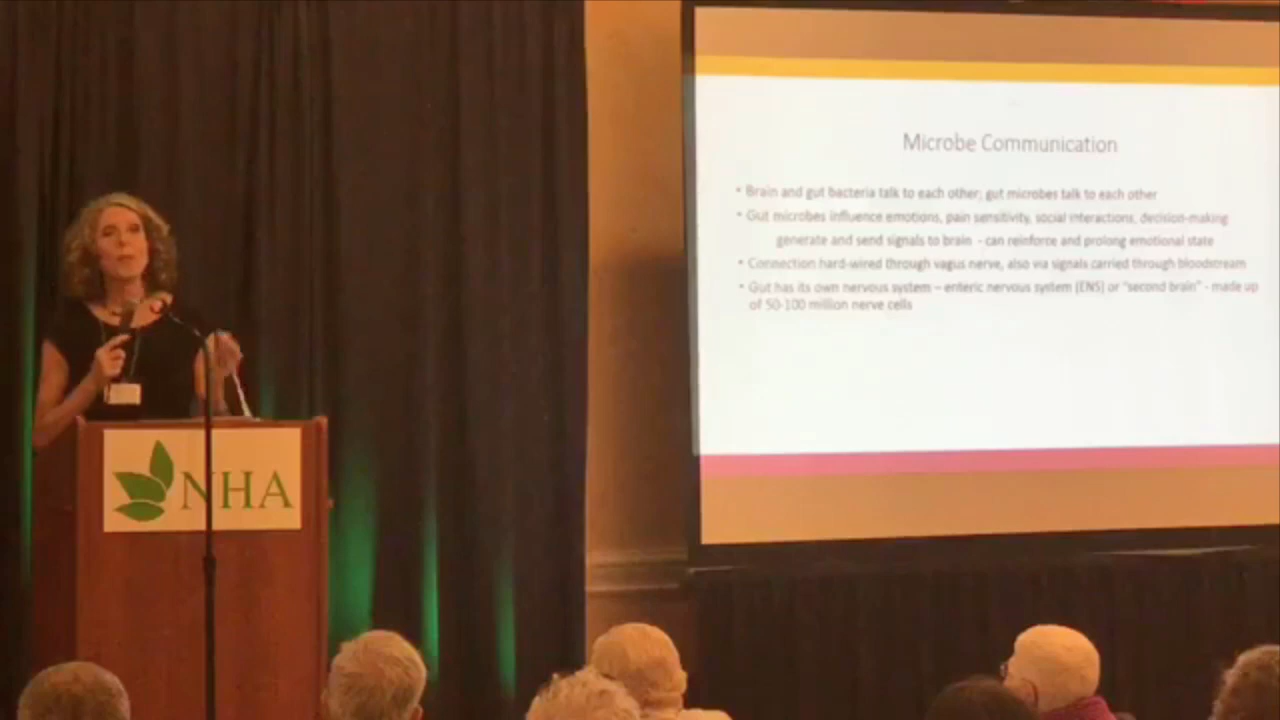 Microbe Communication
• Brain and gut bacteria talk to each other; gut microbes talk to each other
• Gut microbes influence emotions, pain sensitivity, social interactions, decision-making
generate and send signals to brain - can reinforce and prolong emotional state
• Connection hard-wired through vagus nerve, also via signals carried through bloodstream
• Gut has its own nervous system – enteric nervous system (ENS) or "second brain" - made up
of 50-100 million nerve cells
NHA